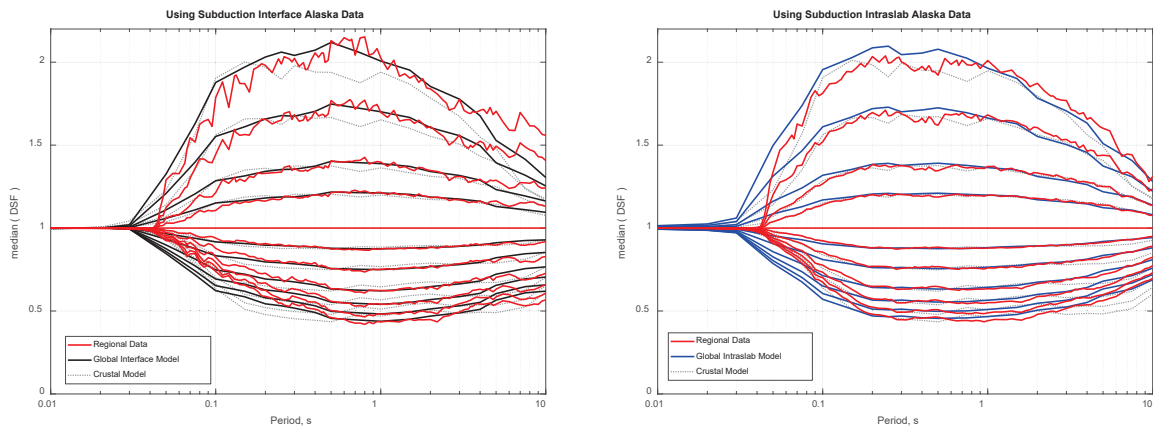 Using Subduction Interface Alaska Data
2
1.5
1
0.5
0
median ( DSF )
0.01
0.1
1
10
Period, s
Regional Data
Global Interface Model
Crustal Model
Using Subduction Intraslab Alaska Data
2
1.5
1
0.5
0
median ( DSF )
0.01
0.1
1
10
Period, s
Regional Data
Global Intraslab Model
Crustal Model